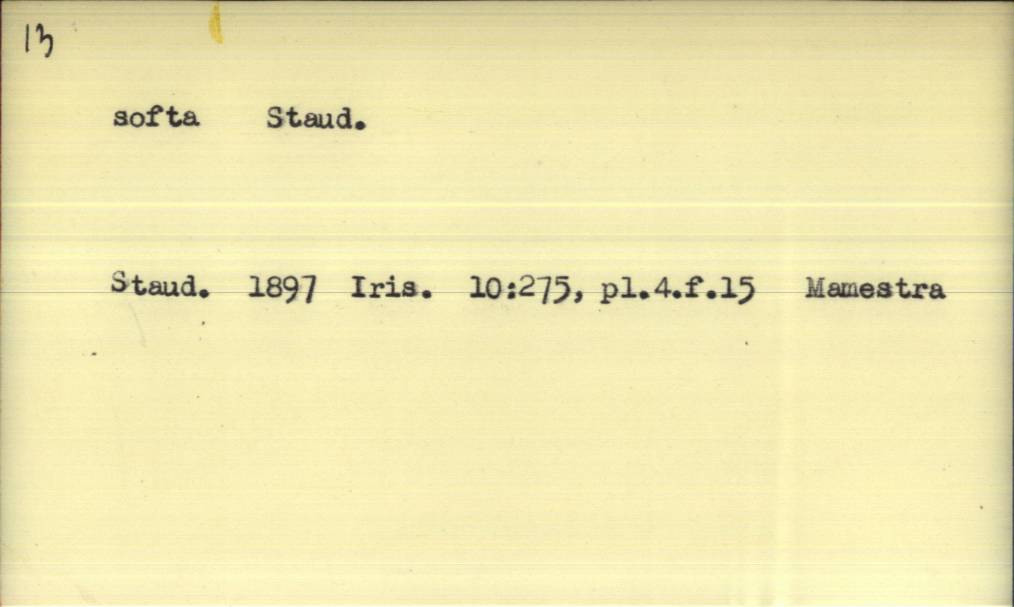 13
softa Staud.
Staud. 1897 Iris. 10:275, pl.4.f.15 Mamestra